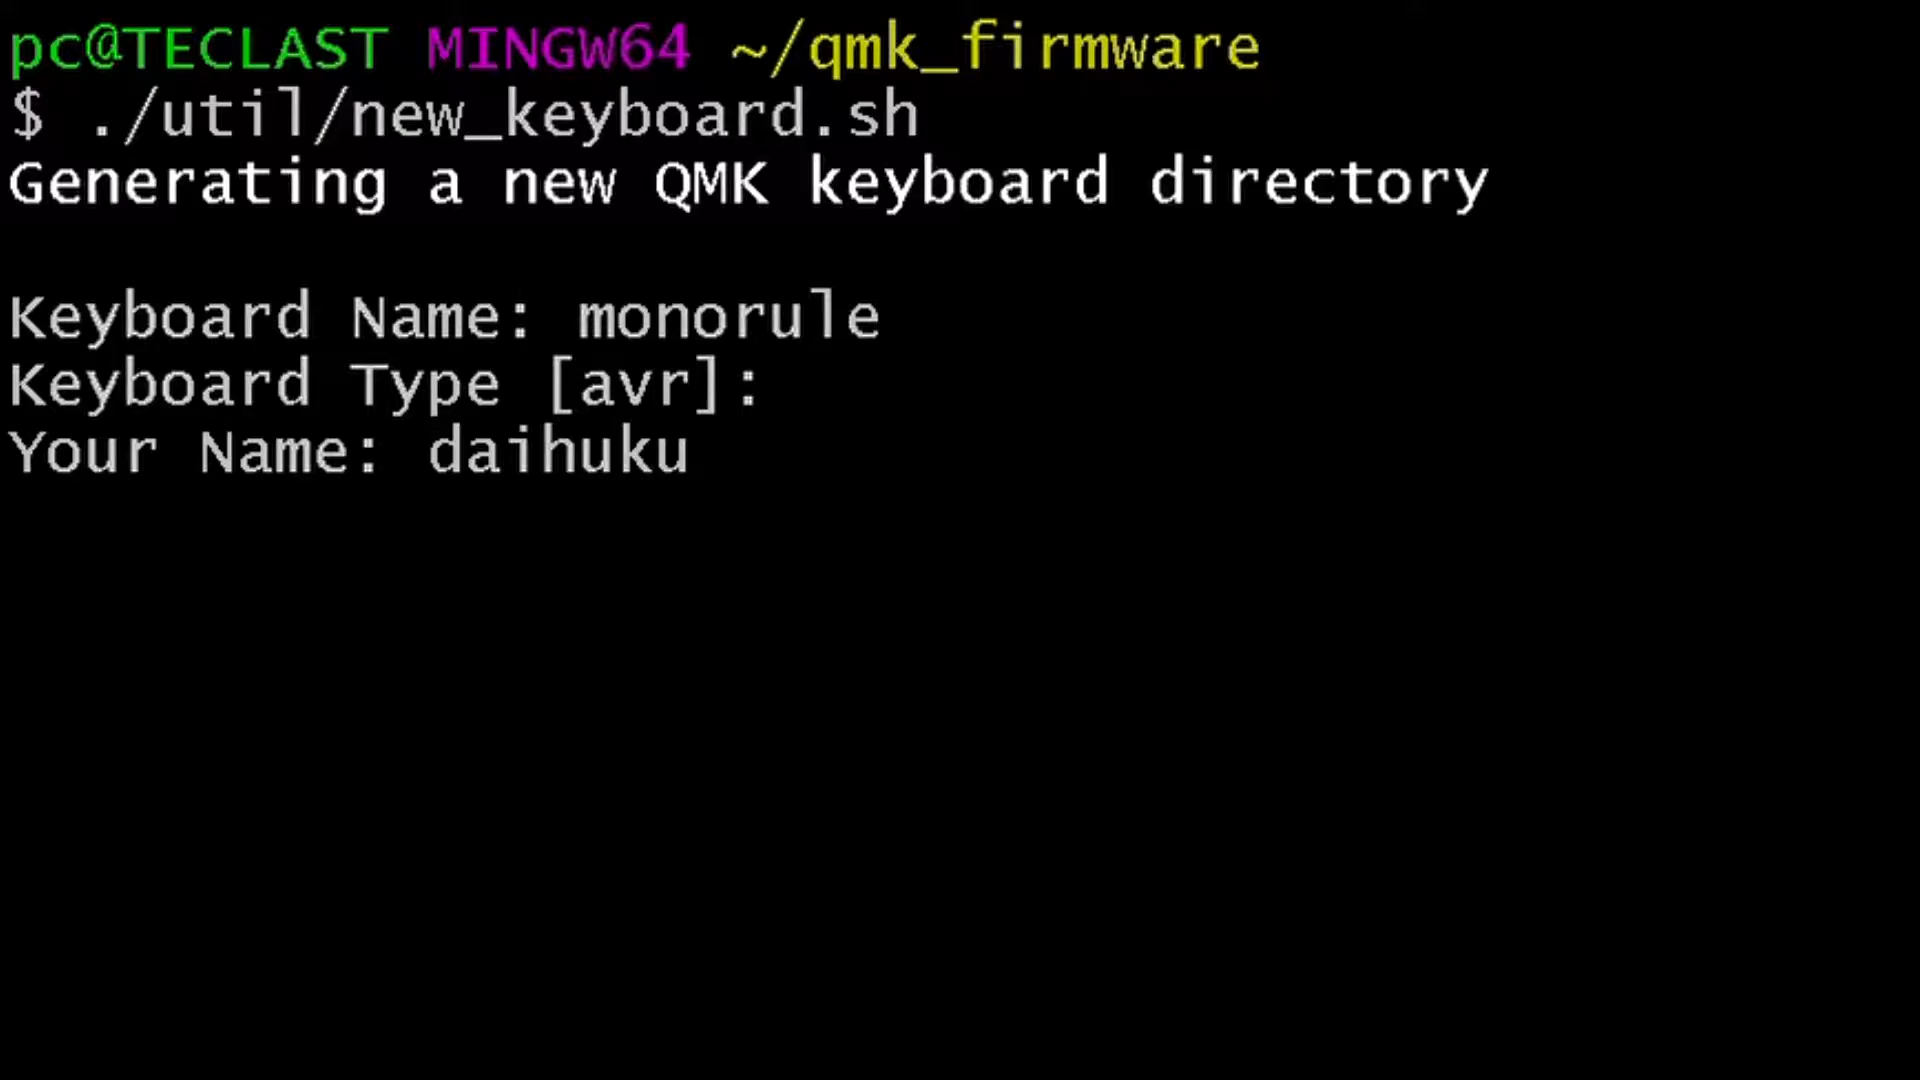 pc@TECLAST MINGW64 ~/qmk_firmware
$ ./util/new_keyboard.sh
Generating a new QMK keyboard directory
Keyboard Name: monorule
Keyboard Type [avr]:
Your Name: daihuku